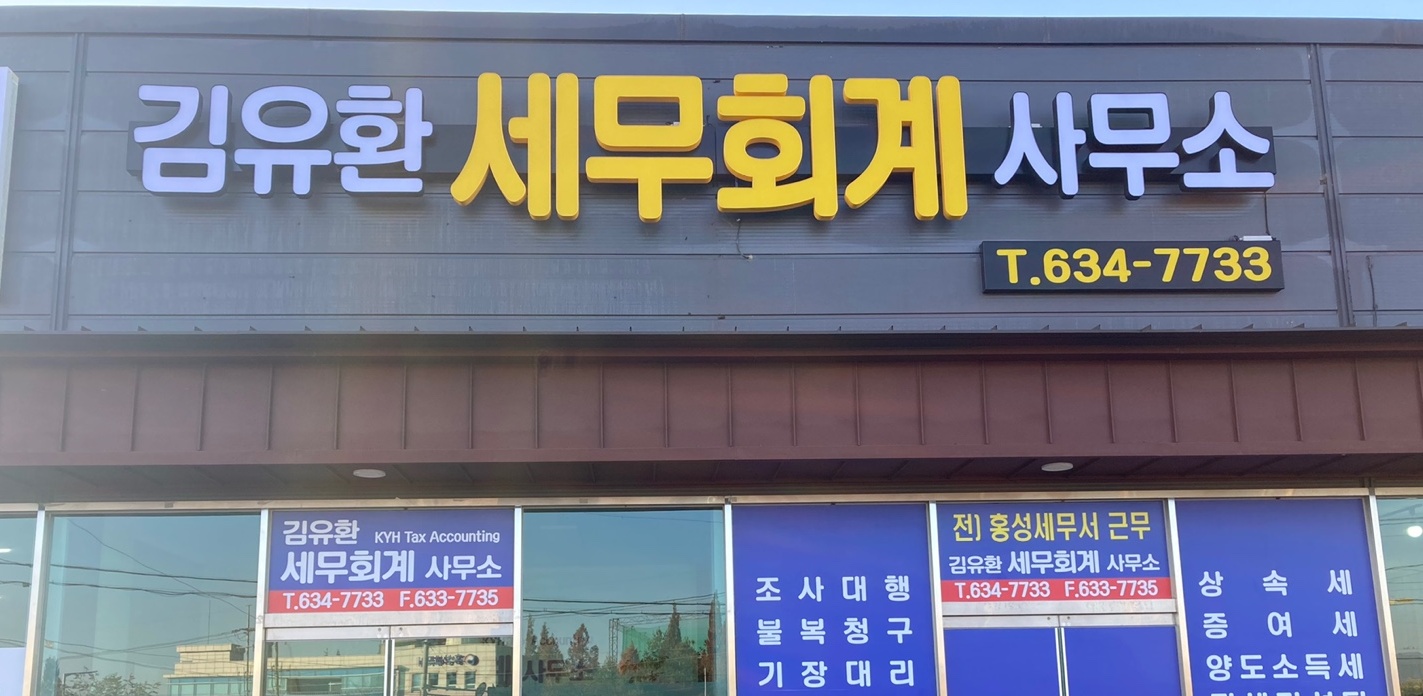 김유환 세무회계 사무소
T.634-7733
김유환 KYH Tax Accounting
세무회계 사무소
T.634-7733 F.633-7735
조사대행
불복청구
기장대리
전) 홍성세무서 근무
김유환 세무회계 사무소
T.634-7733 F.633-7735
상속세
증여세
양도소득세